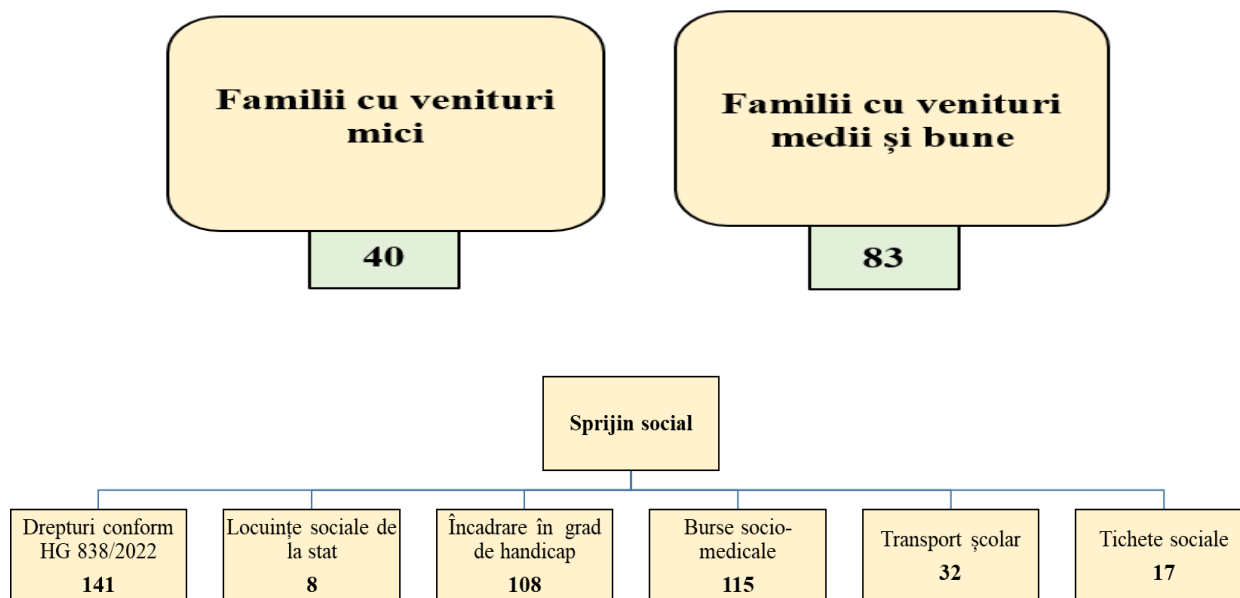 Familii cu venituri
mici
Familii cu venituri
medii și bune
40
83
Sprijin social
Drepturi conform
HG 838/2022
141
Locuințe sociale de
la stat
8
Încadrare în grad
de handicap
108
Burse socio-
medicale
115
Transport școlar
32
Tichete sociale
17